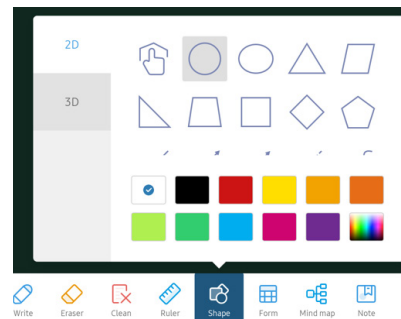 2D
3D
Write
Eraser
Clean
Ruler
Shape
Form
Mind map
Note